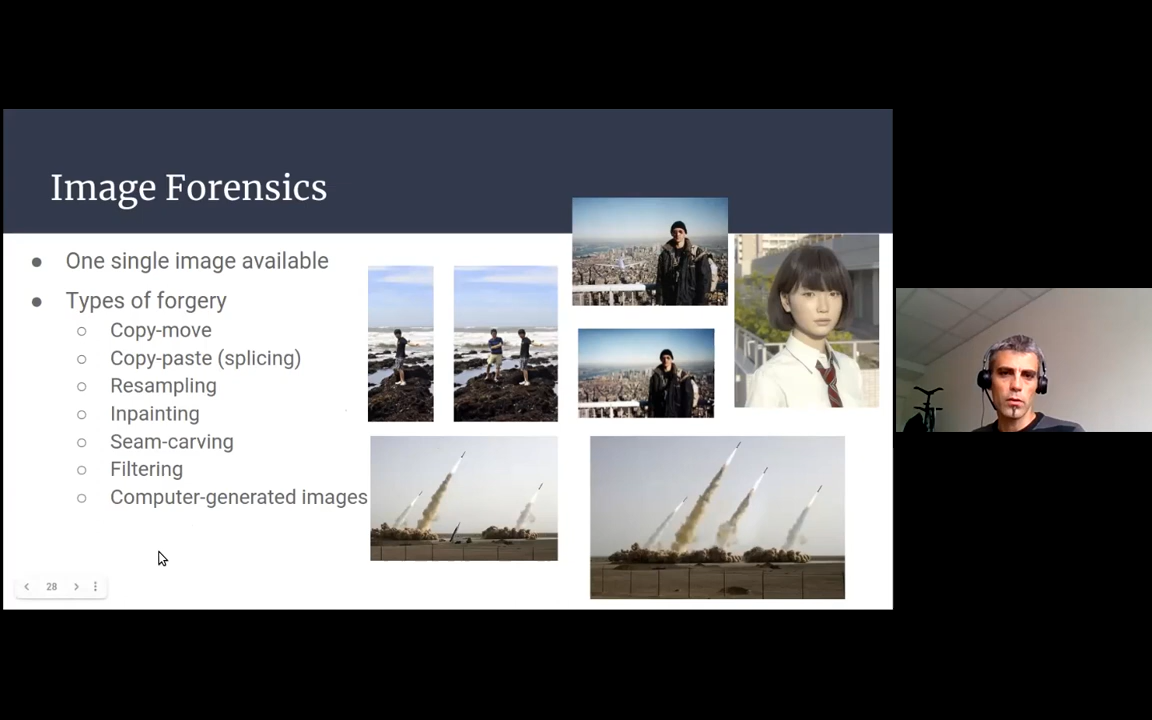 Image Forensics
One single image available
Types of forgery
Copy-move
Copy-paste (splicing)
Resampling
Inpainting
Seam-carving
Filtering
Computer-generated images
28